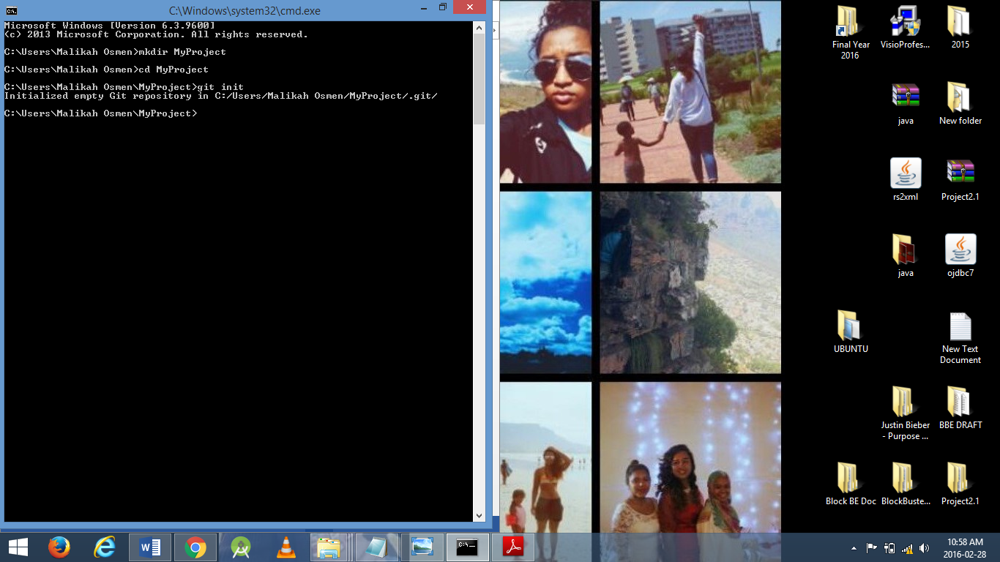 C:\Windows\system32\cmd.exe
Microsoft Windows [Version 6.3.9600]
(c) 2013 Microsoft Corporation. All rights reserved.
C:\Users\Malikah Osmen>mkdir MyProject
C:\Users\Malikah Osmen>cd MyProject
C:\Users\Malikah Osmen\MyProject>git init
Initialized empty Git repository in C:/Users/Malikah Osmen/MyProject/.git/
C:\Users\Malikah Osmen\MyProject>
Final Year
2016
VisioProfes...
2015
java
New folder
rs2xml
Project2.1
java
ojdbc7
UBUNTU
New Text
Document
Justin Bieber
- Purpose ...
BBE DRAFT
Block BE Doc
BlockBuste...
Project2.1
10:58 AM
2016-02-28